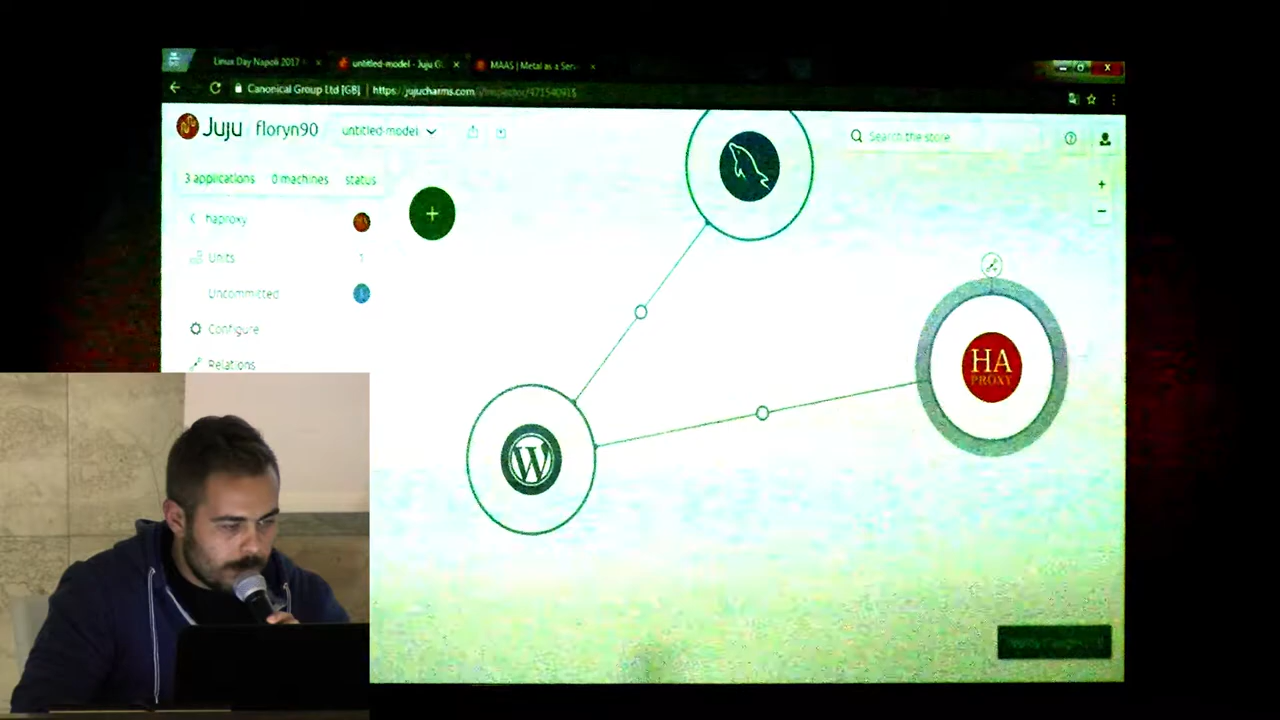 Linux Day Napoli 2017
untitled-model - Juju G
MAAS | Metal as a Serv
Canonical Group Ltd [GB]
https://jujucharms.com
Juju
floryn90
untitled-model
Search the store
3 applications
0 machines
status
haproxy
Units
1
Uncommitted
Configure
Relations
W
HA
PROXY